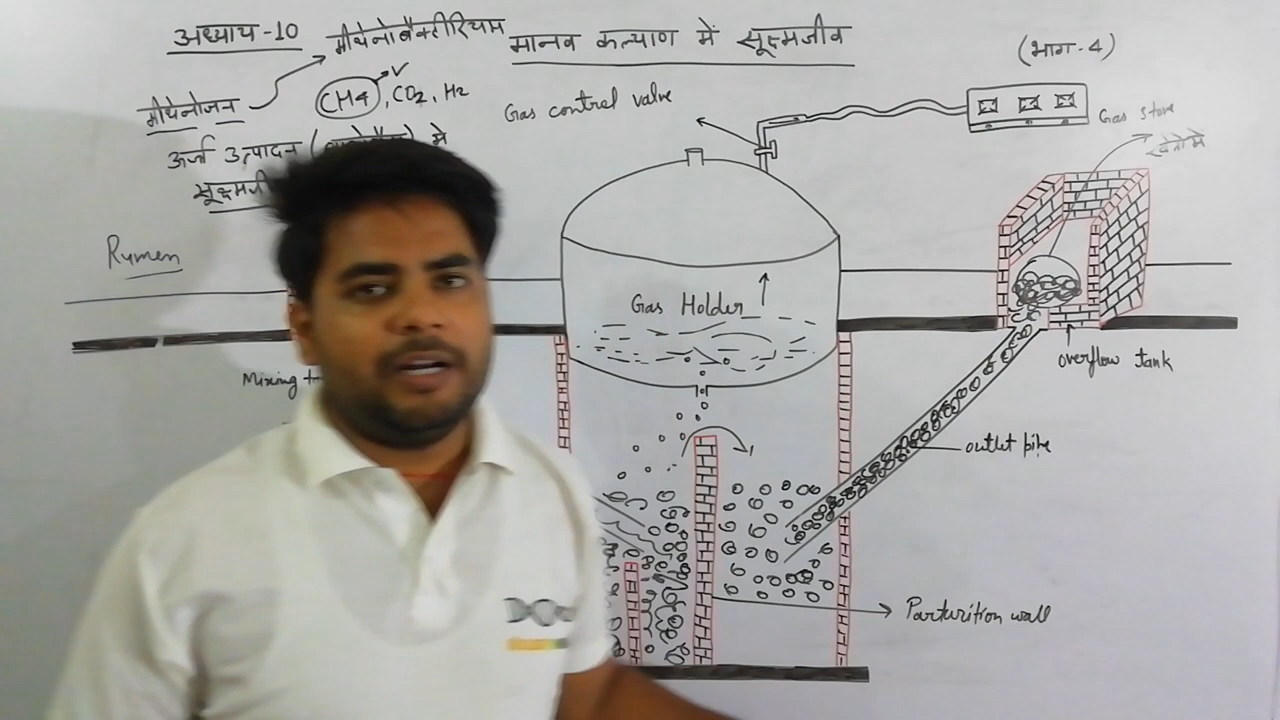 अध्याय-10
मानव कल्याण में सूक्ष्मजीव
(भाग-4)
मीथैनोबैक्टीरियम
मीथैनोजन
CH4, CO2, H2
ऊर्जा उत्पादन ( में
Gas control valve
Gas stove
खेतो में
Rumen
Gas Holder
Mixing
overflow tank
outlet pipe
Parturition wall